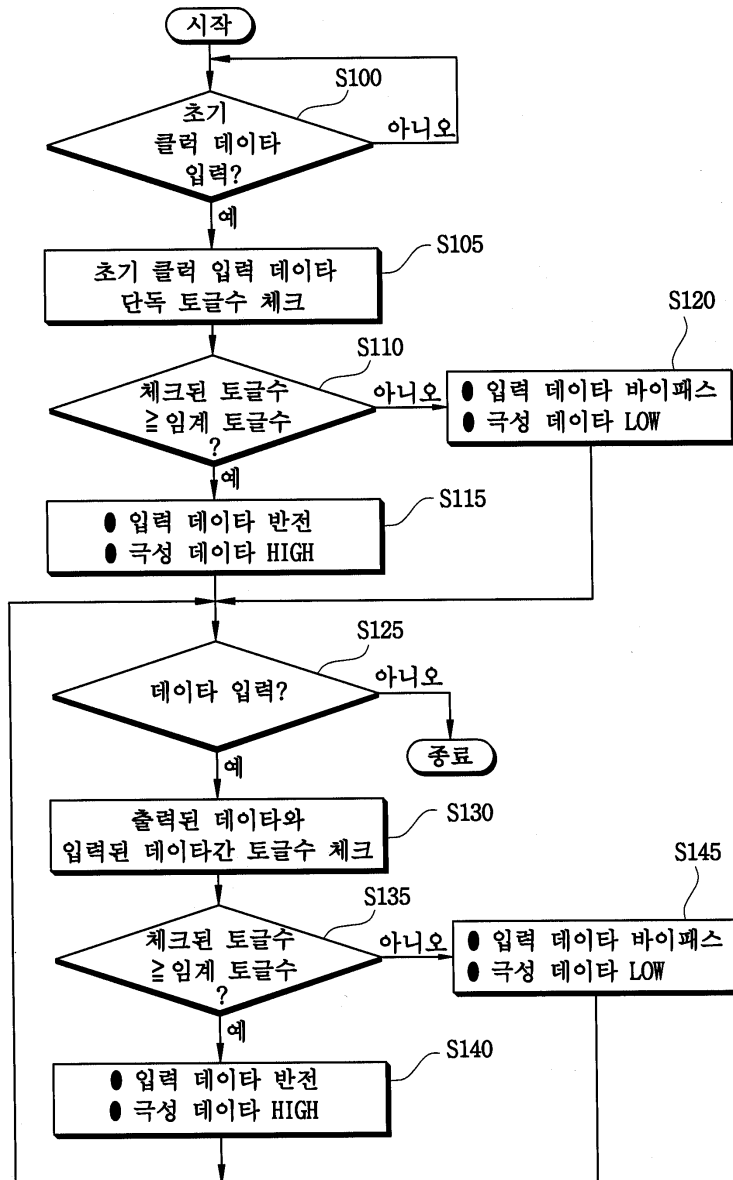 시작
S100
초기
클럭 데이타
입력?
아니오
예
S105
초기 클럭 입력 데이타
단독 토글수 체크
S110
체크된 토글수
≧임계 토글수
?
아니오
예
S120
● 입력 데이타 바이패스
● 극성 데이타 LOW
S115
● 입력 데이타 반전
● 극성 데이타 HIGH
S125
데이타 입력?
아니오
종료
예
S130
출력된 데이타와
입력된 데이타간 토글수 체크
S135
체크된 토글수
≧임계 토글수
?
아니오
예
S145
● 입력 데이타 바이패스
● 극성 데이타 LOW
S140
● 입력 데이타 반전
● 극성 데이타 HIGH